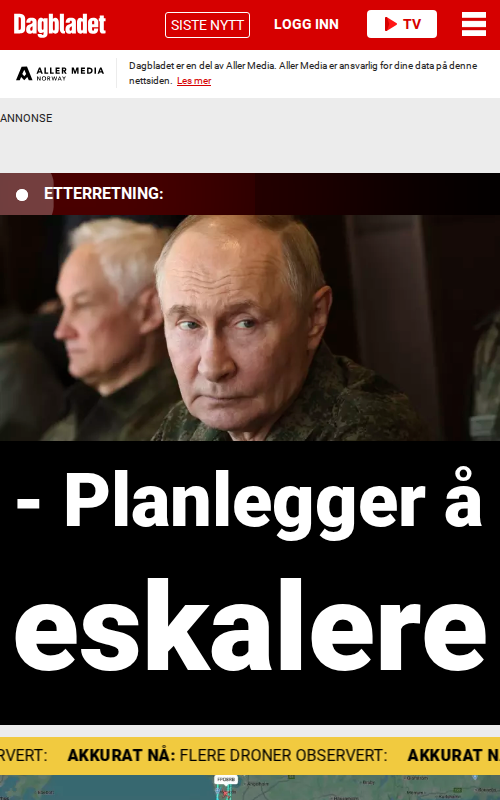 Dagbladet
SISTE NYTT
LOGG INN
TV
ALLER MEDIA
NORWAY
Dagbladet er en del av Aller Media. Aller Media er ansvarlig for dine data på denne
nettsiden. Les mer
ANNONSE
ETTERRETNING:
- Planlegger å
eskalere
RVERT: AKKURAT NÅ: FLERE DRONER OBSERVERT: AKKURAT N